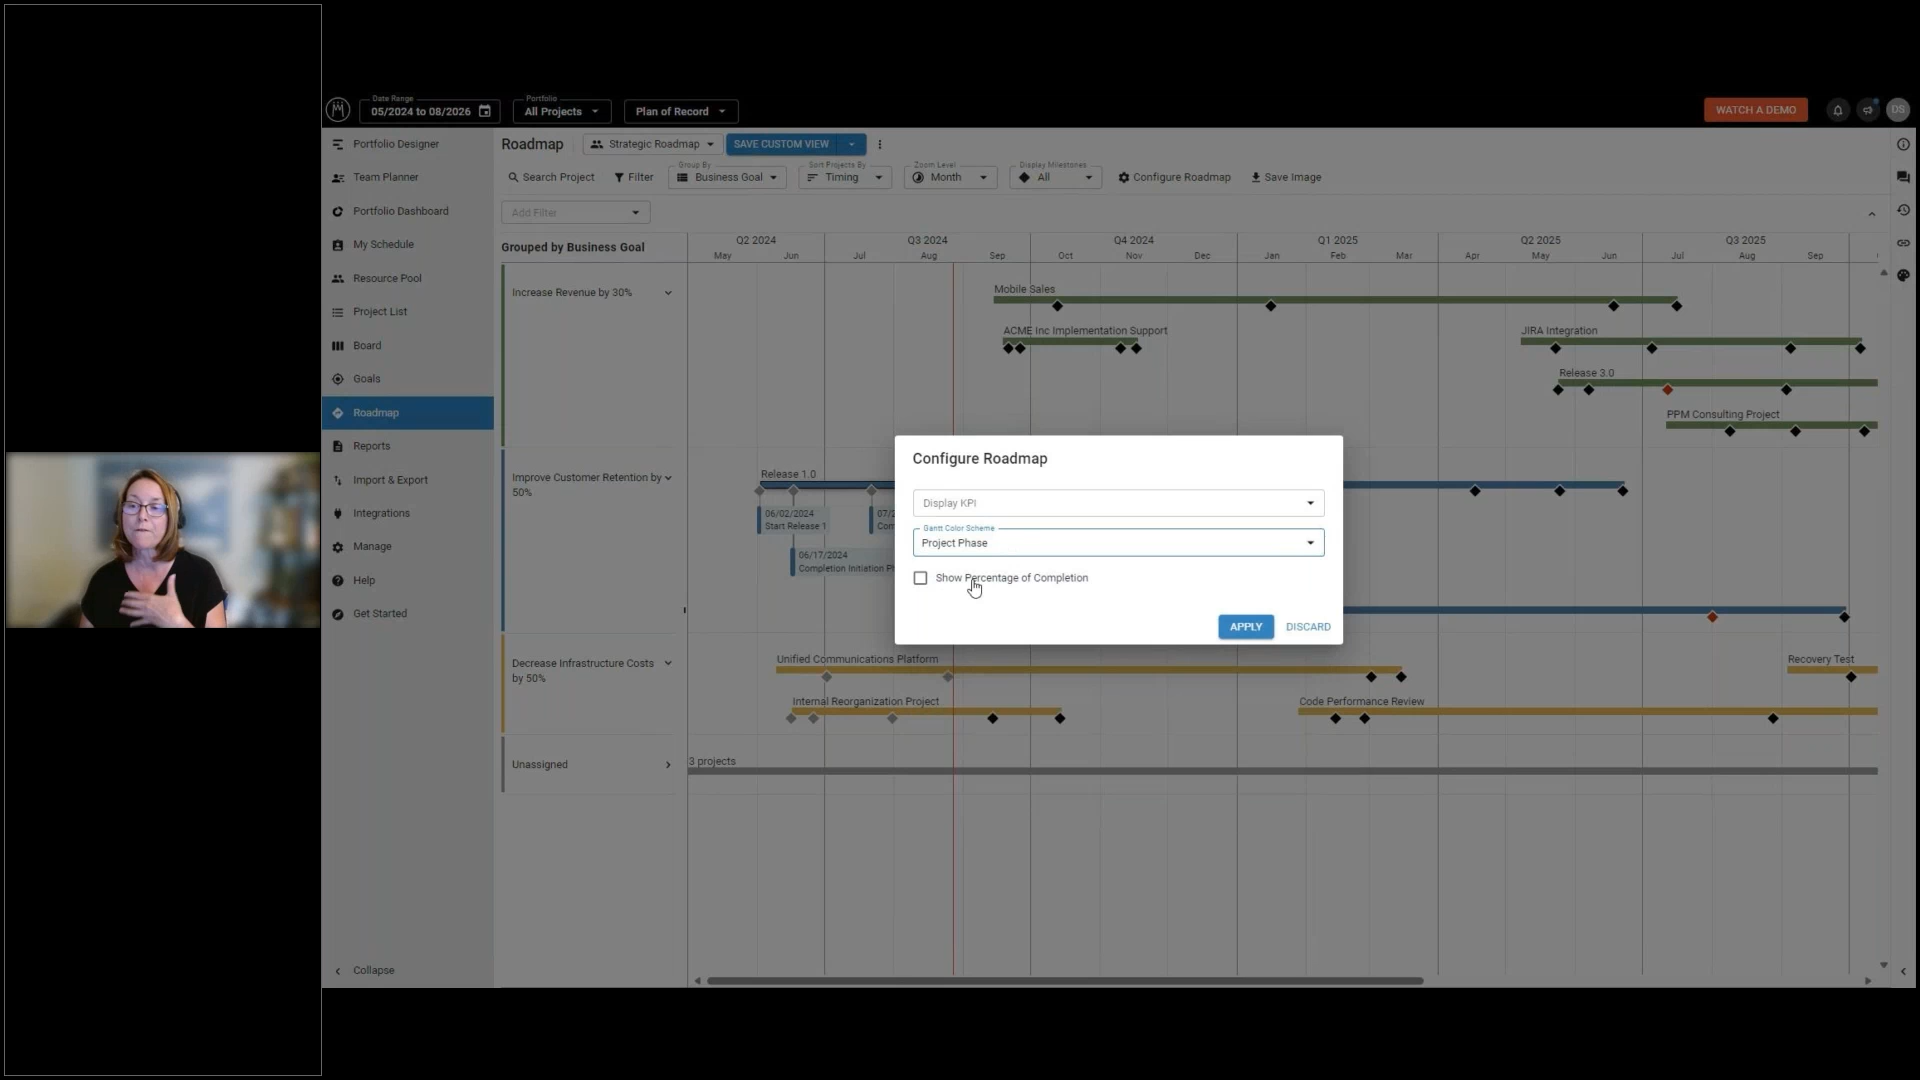 Date Range
05/2024 to 08/2026
Portfolio
All Projects
Plan of Record
WATCH A DEMO
DS
Portfolio Designer
Team Planner
Portfolio Dashboard
My Schedule
Resource Pool
Project List
Board
Goals
Roadmap
Reports
Import & Export
Integrations
Manage
Help
Get Started
Collapse
Roadmap
Strategic Roadmap
SAVE CUSTOM VIEW
Search Project
Filter
Group By
Business Goal
Sort Projects By
Timing
Zoom Level
Month
Display Milestones
All
Configure Roadmap
Save Image
Add Filter
Grouped by Business Goal
Q2 2024
Q3 2024
Q4 2024
Q1 2025
Q2 2025
Q3 2025
May
Jun
Jul
Aug
Sep
Oct
Nov
Dec
Jan
Feb
Mar
Apr
May
Jun
Jul
Aug
Sep
Increase Revenue by 30%
Mobile Sales
ACME Inc Implementation Support
JIRA Integration
Release 3.0
PPM Consulting Project
Improve Customer Retention by
50%
Release 1.0
06/02/2024
Start Release 1
06/17/2024
Completion Initiation Ph
07/2
Com
Configure Roadmap
Display KPI
Gantt Color Scheme
Project Phase
Show Percentage of Completion
APPLY
DISCARD
Decrease Infrastructure Costs
by 50%
Unified Communications Platform
Recovery Test
Internal Reorganization Project
Code Performance Review
Unassigned
3 projects